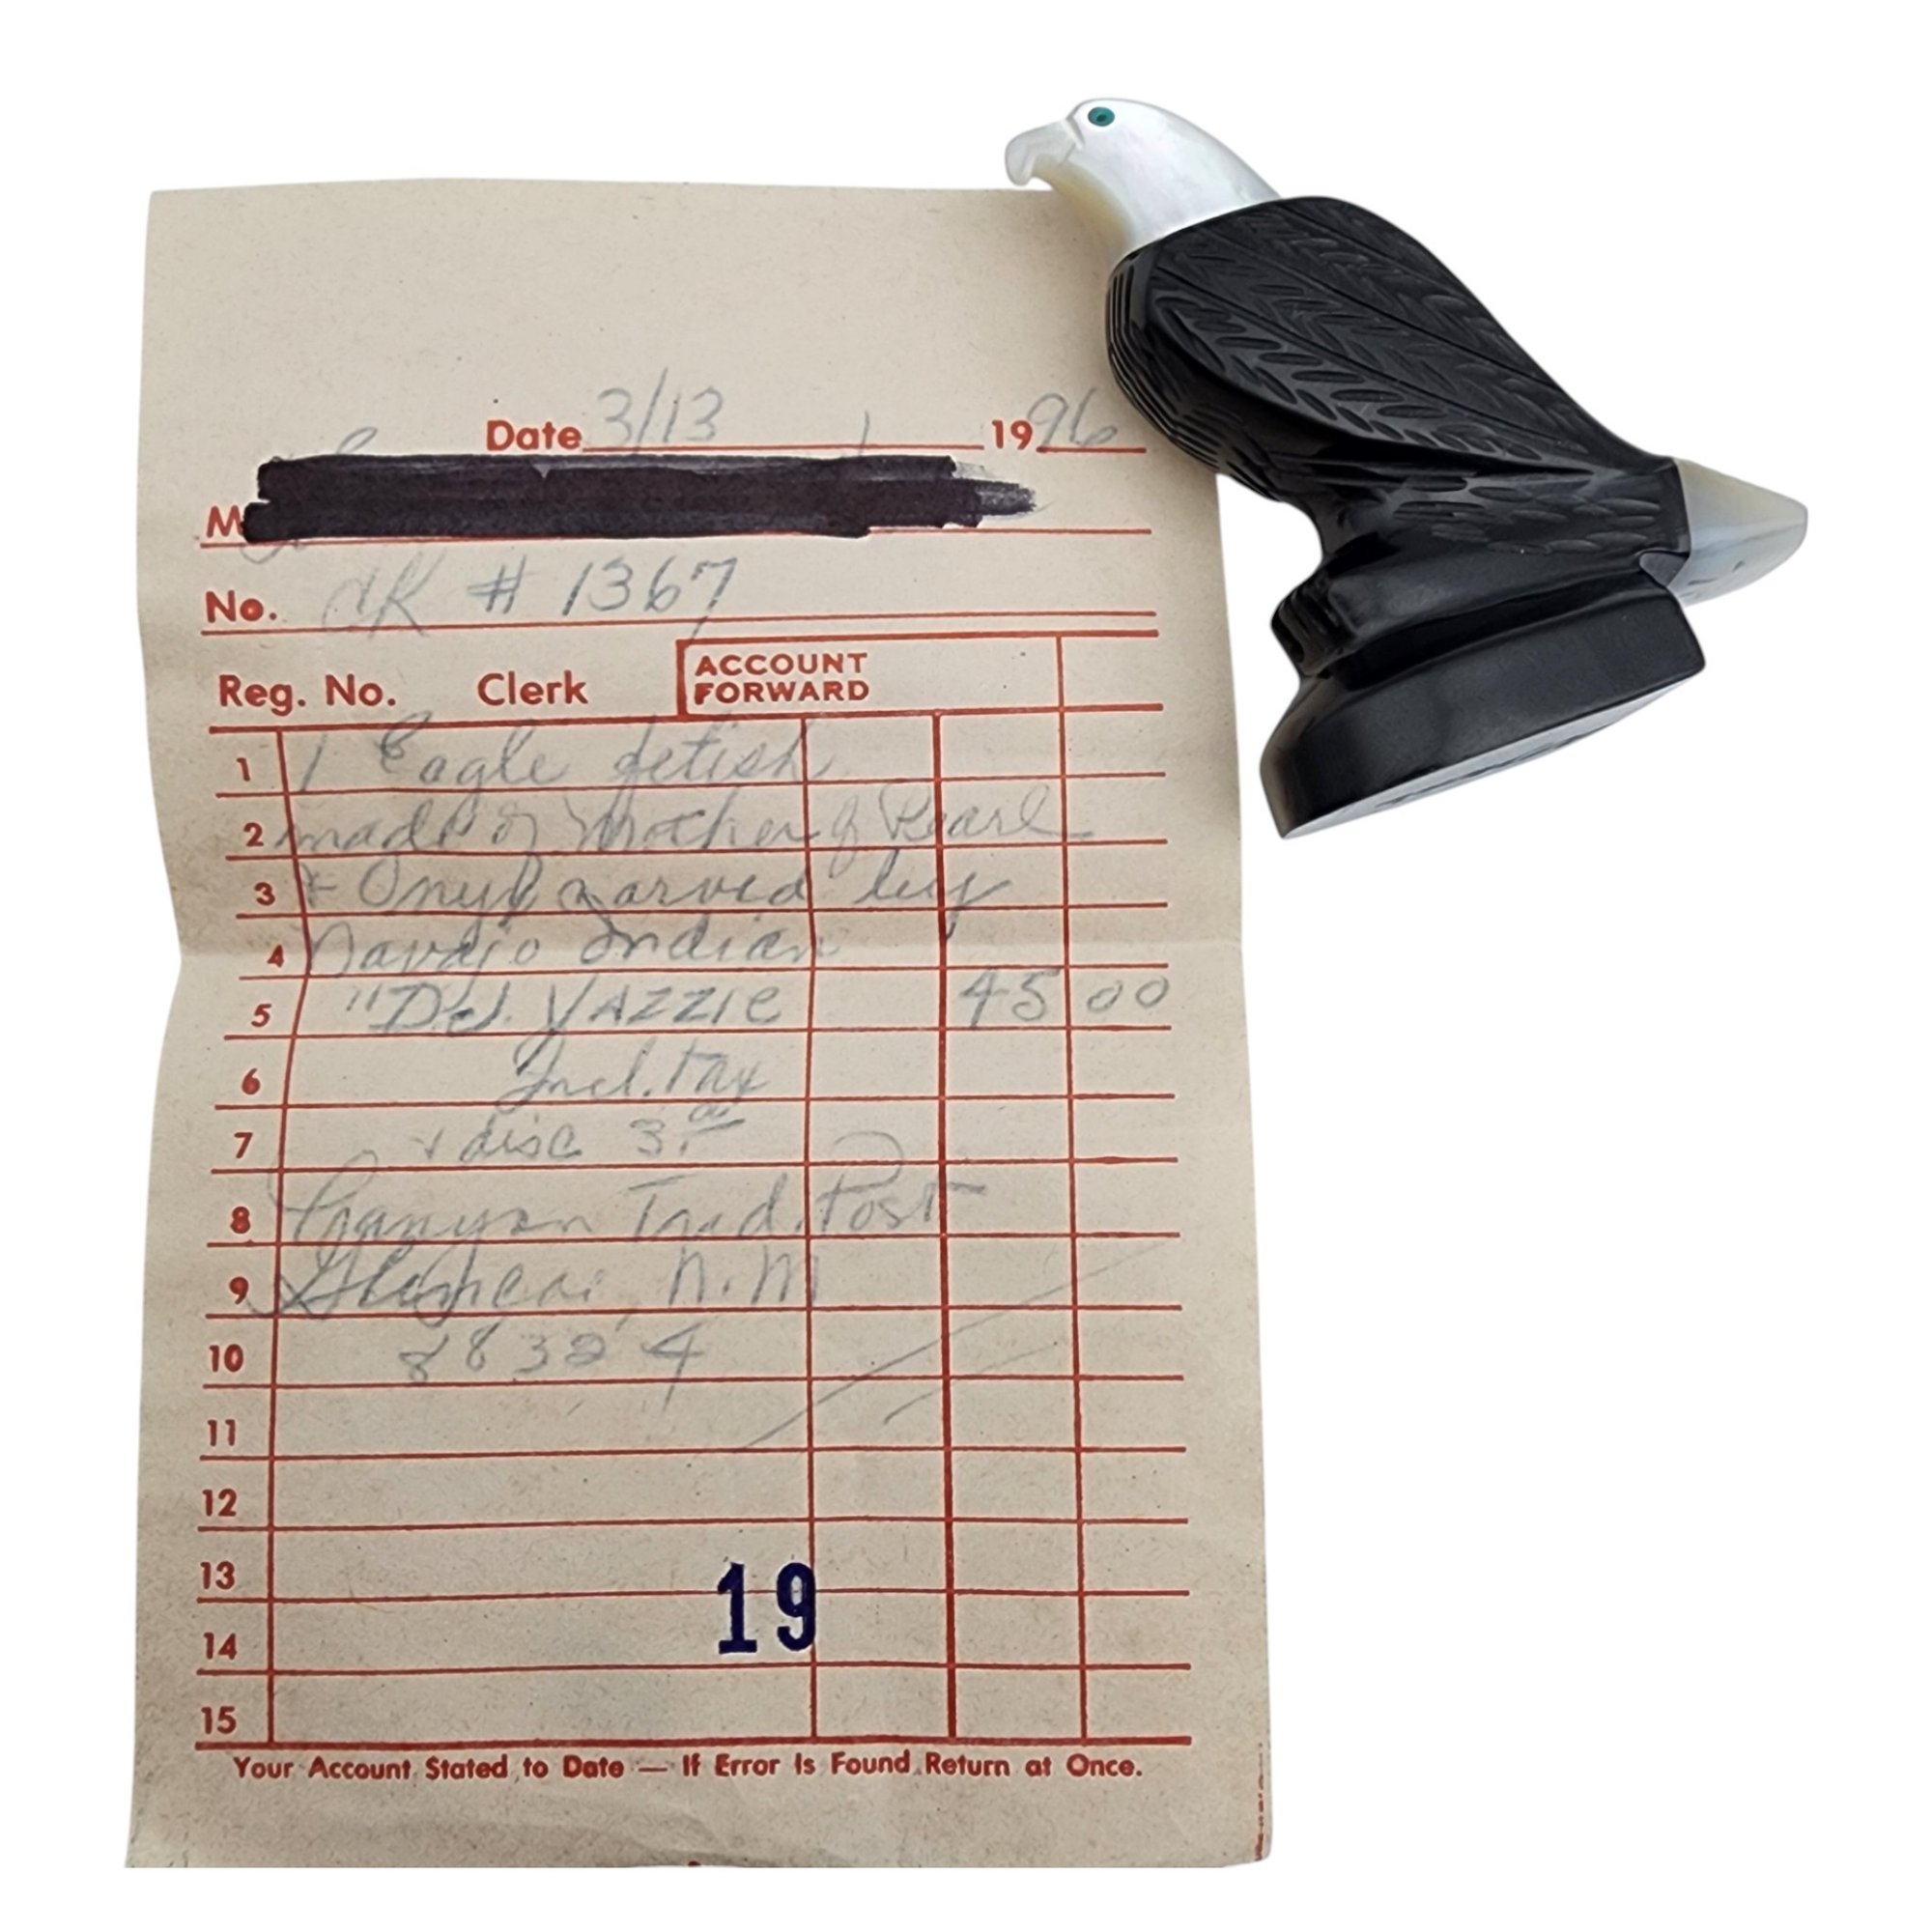 Date 3/13 1996
M
No. CK # 1367
Reg. No. Clerk ACCOUNT FORWARD
1 1 Eagle fetish
2 made of Mother of Pearl
3 + Onyx carved by
4 Navajo Indian
5 "Del. YAZZIE 45 00
6 Incl. tax
7 + disc 3.00
8 Canyon Trad. Post
9 Glencoe, N.M
10 88324
11
12
13
19
14
15
Your Account Stated to Date — If Error Is Found Return at Once.